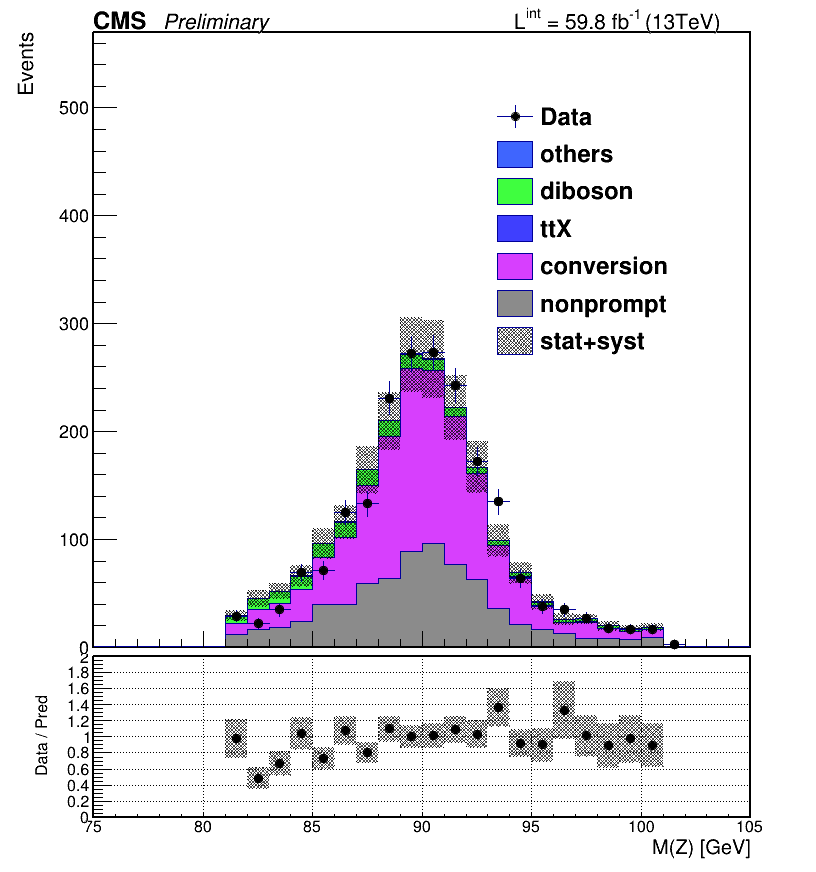 CMS Preliminary L^int = 59.8 fb^-1 (13TeV)
Events
500
400
300
200
100
0
Data
others
diboson
ttX
conversion
nonprompt
stat+syst
Data / Pred
2
1.8
1.6
1.4
1.2
1
0.8
0.6
0.4
0.2
0
75 80 85 90 95 100 105
M(Z) [GeV]